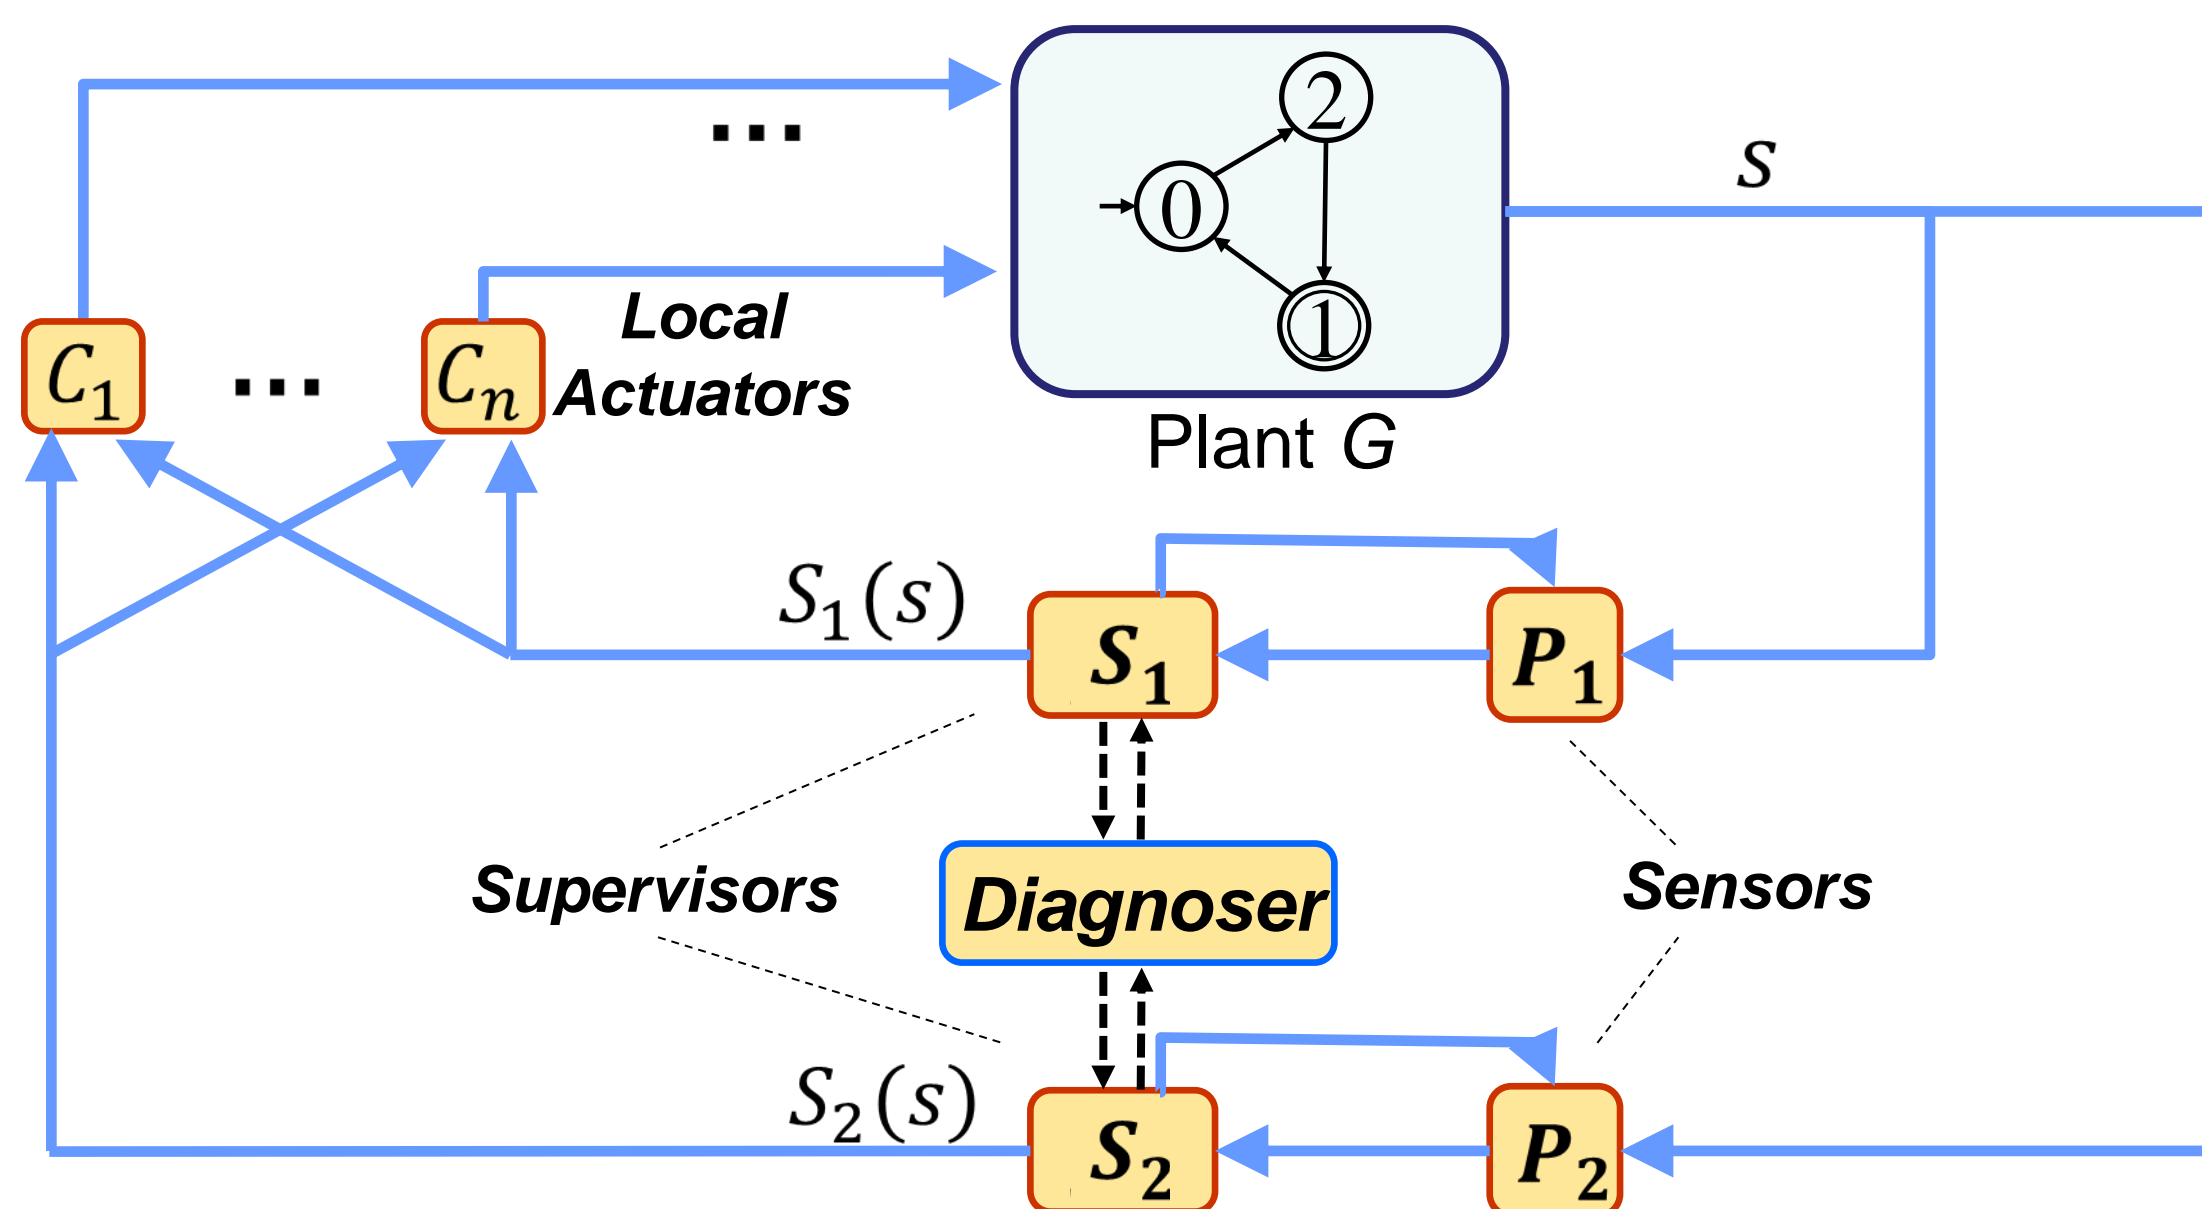 2
s
0
...
1
Local
Actuators
C₁
...
Cₙ
Plant G
S₁(s)
S₁
P₁
Supervisors
Diagnoser
Sensors
S₂(s)
S₂
P₂